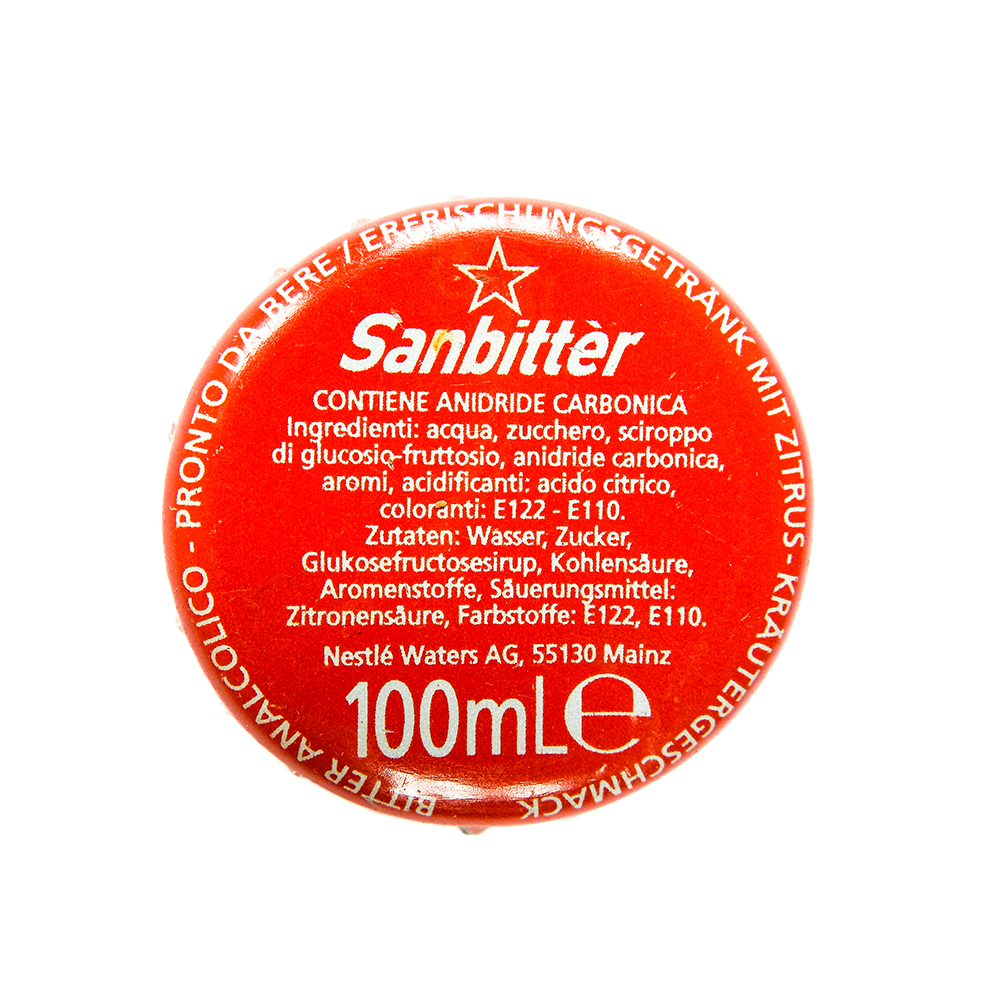 BITTER ANALCOLICO - PRONTO DA BERE / ERFRISCHUNGSGETRÄNK MIT ZITRUS-KRÄUTERGESCHMACK
Sanbittèr
CONTIENE ANIDRIDE CARBONICA
Ingredienti: acqua, zucchero, sciroppo
di glucosio-fruttosio, anidride carbonica,
aromi, acidificanti: acido citrico,
coloranti: E122 - E110.
Zutaten: Wasser, Zucker,
Glukosefructosesirup, Kohlensäure,
Aromenstoffe, Säuerungsmittel:
Zitronensäure, Farbstoffe: E122, E110.
Nestlé Waters AG, 55130 Mainz
100mL e